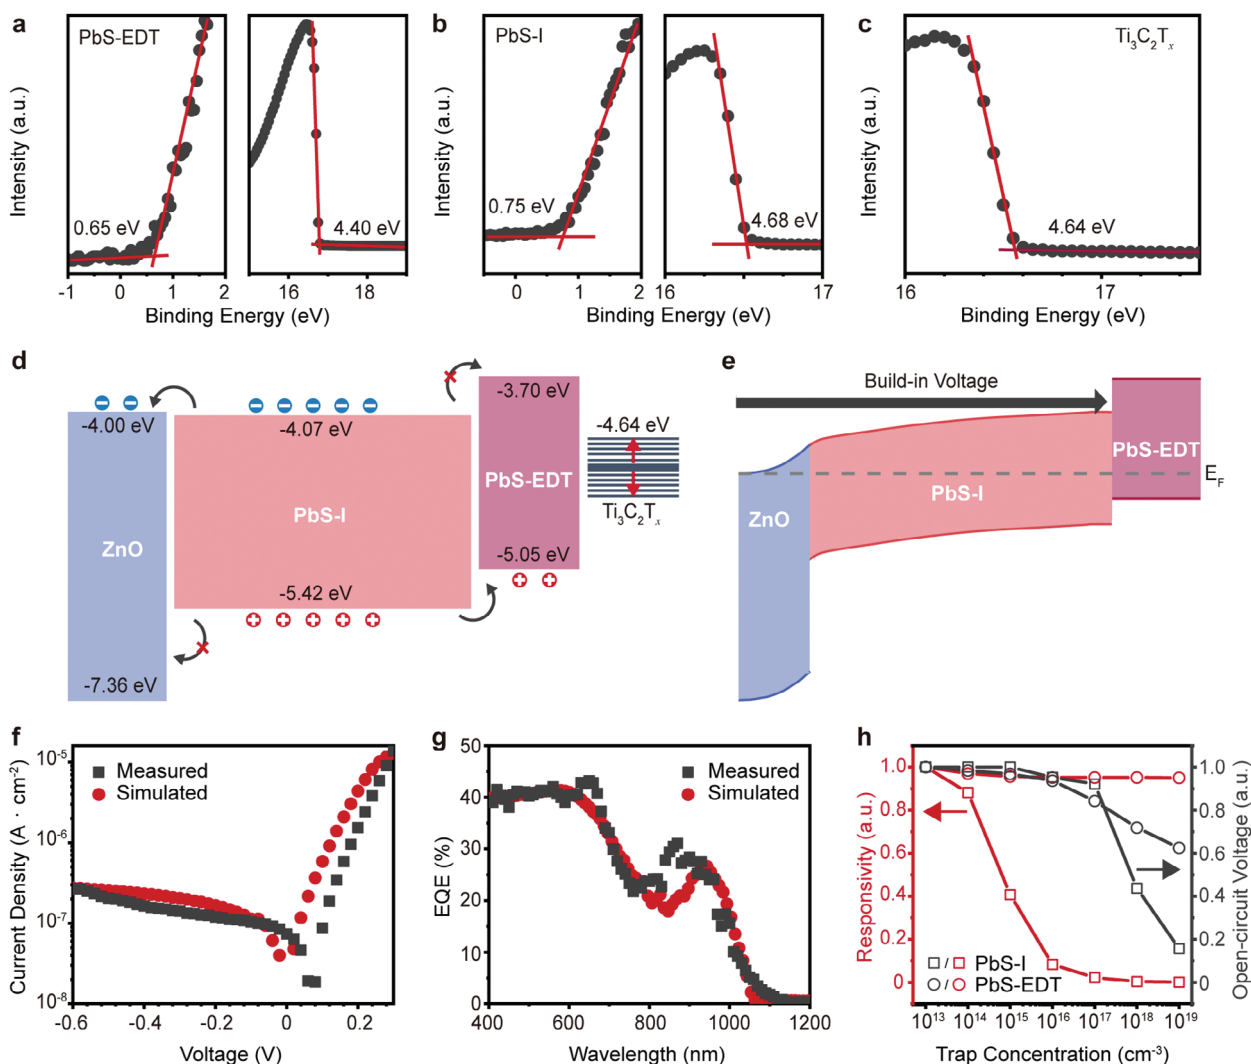 a
PbS-EDT
0.65 eV
4.40 eV
Intensity (a.u.)
-1 0 1 2 16 18
Binding Energy (eV)
b
PbS-I
0.75 eV
4.68 eV
Intensity (a.u.)
0 1 2 16 17
Binding Energy (eV)
c
Ti₃C₂Tₓ
4.64 eV
Intensity (a.u.)
16 17
Binding Energy (eV)
d
-4.00 eV
-4.07 eV
-3.70 eV
-4.64 eV
PbS-EDT
Ti₃C₂Tₓ
PbS-I
ZnO
-5.05 eV
-5.42 eV
-7.36 eV
e
Build-in Voltage
PbS-EDT
E_F
PbS-I
ZnO
f
Measured
Simulated
Current Density (A · cm⁻²)
10⁻⁵
10⁻⁶
10⁻⁷
10⁻⁸
-0.6 -0.4 -0.2 0 0.2
Voltage (V)
g
Measured
Simulated
EQE (%)
50
40
30
20
10
0
400 600 800 1000 1200
Wavelength (nm)
h
Responsivity (a.u.)
1.0
0.8
0.6
0.4
0.2
0
/ PbS-I
/ PbS-EDT
Open-circuit Voltage (a.u.)
1.0
0.8
0.6
0.4
0.2
0
10¹³ 10¹⁴ 10¹⁵ 10¹⁶ 10¹⁷ 10¹⁸ 10¹⁹
Trap Concentration (cm⁻³)